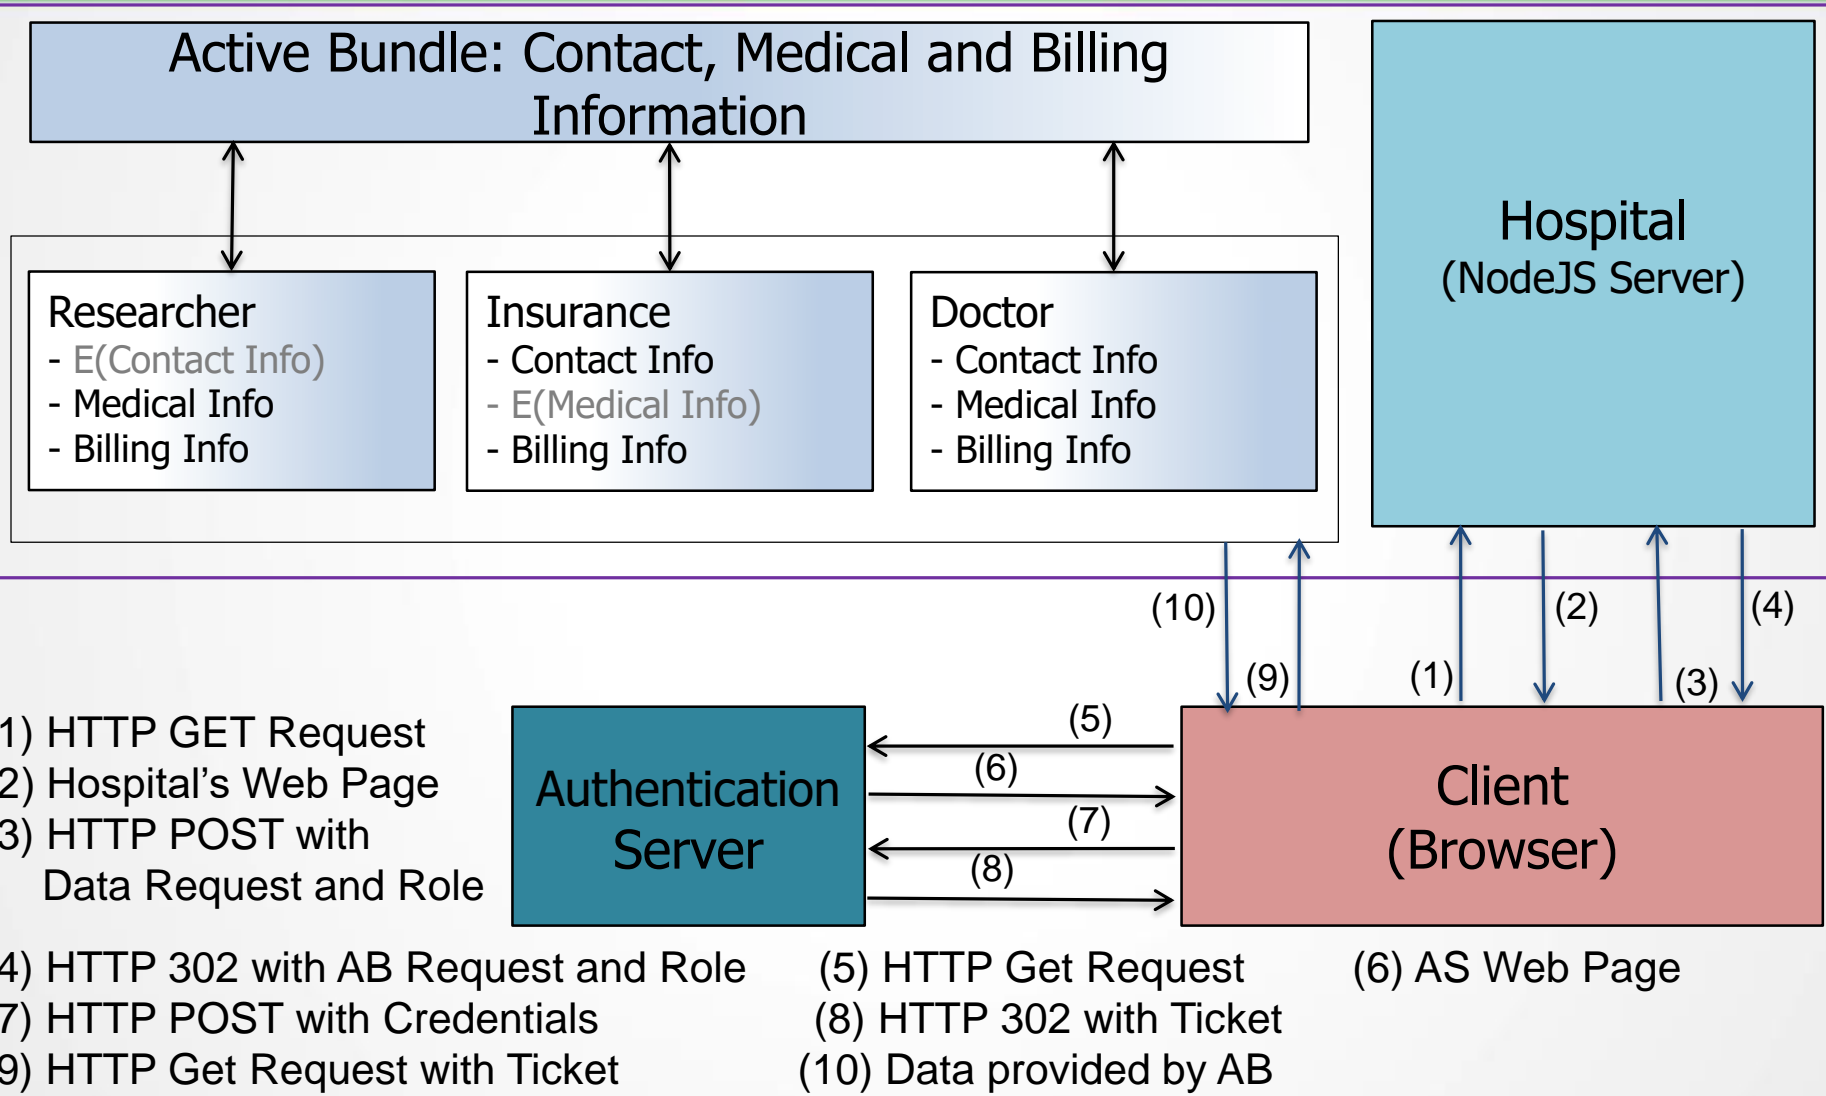 Active Bundle: Contact, Medical and Billing
Information
Hospital
(NodeJS Server)
Researcher
- E(Contact Info)
- Medical Info
- Billing Info
Insurance
- Contact Info
- E(Medical Info)
- Billing Info
Doctor
- Contact Info
- Medical Info
- Billing Info
(10)
(2)
(4)
(9)
(1)
(3)
(5)
(6)
(7)
(8)
Authentication
Server
Client
(Browser)
1) HTTP GET Request
2) Hospital’s Web Page
3) HTTP POST with
Data Request and Role
4) HTTP 302 with AB Request and Role (5) HTTP Get Request (6) AS Web Page
7) HTTP POST with Credentials (8) HTTP 302 with Ticket
9) HTTP Get Request with Ticket (10) Data provided by AB